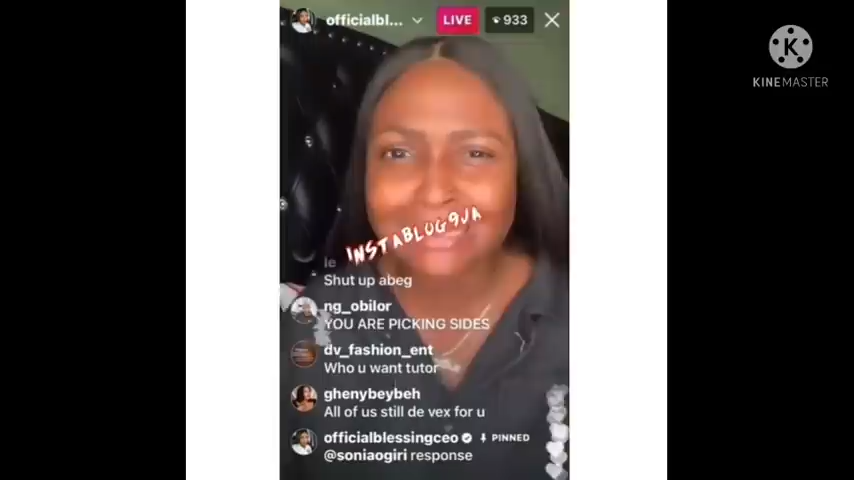 officialbl...
LIVE
933
K
KINEMASTER
INSTABLOG9JA
le
Shut up abeg
ng_obilor
YOU ARE PICKING SIDES
dv_fashion_ent
Who u want tutor
ghenybeybeh
All of us still de vex for u
officialblessingceo PINNED
@soniaogiri response